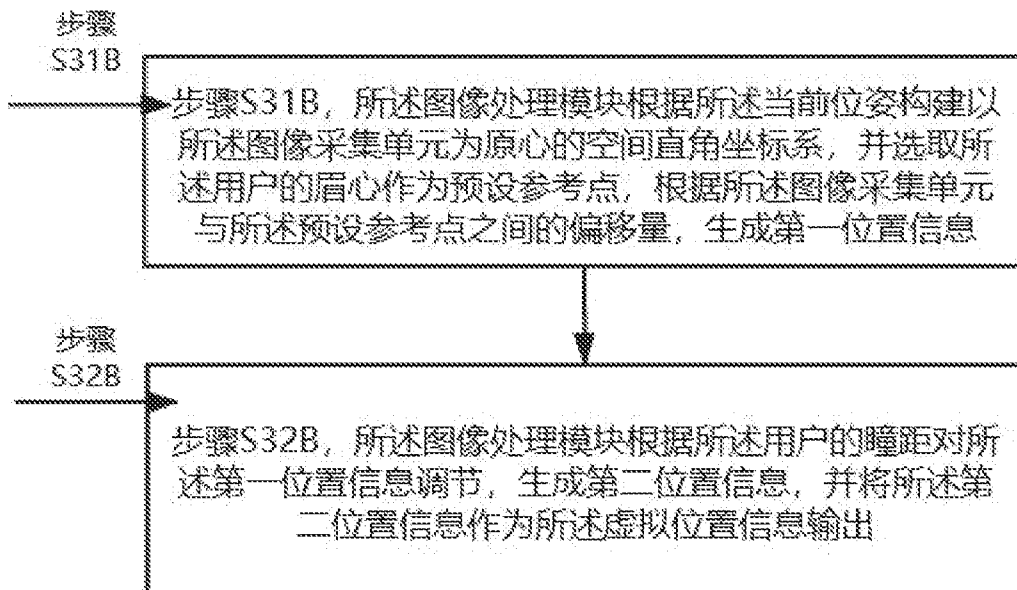 步骤
S31B
步骤S31B，所述图像处理模块根据所述当前位姿构建以
所述图像采集单元为原心的空间直角坐标系，并选取所
述用户的眉心作为预设参考点，根据所述图像采集单元
与所述预设参考点之间的偏移量，生成第一位置信息
步骤
S32B
步骤S32B，所述图像处理模块根据所述用户的瞳距对所
述第一位置信息调节，生成第二位置信息，并将所述第
二位置信息作为所述虚拟位置信息输出